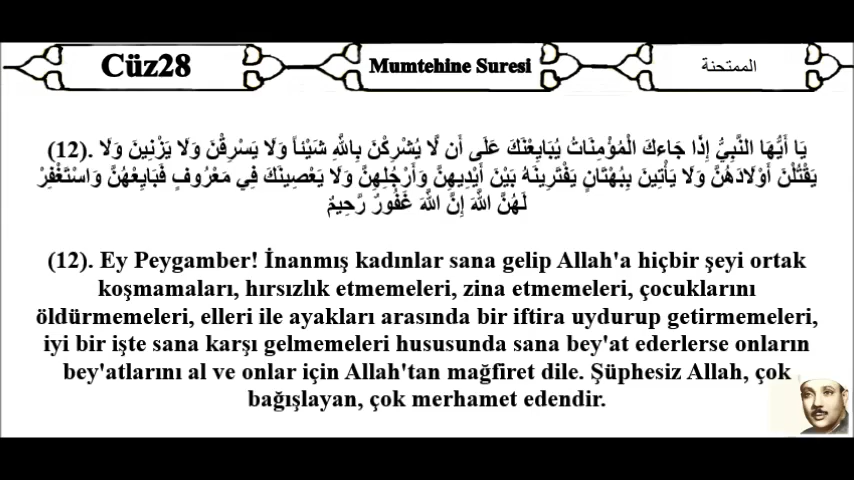 Cüz28
Mumtehine Suresi
الممتحنة
(12). يَا أَيُّهَا النَّبِيُّ إِذَا جَاءكَ الْمُؤْمِنَاتُ يُبَايِعْنَكَ عَلَى أَن لَّا يُشْرِكْنَ بِاللَّهِ شَيْئاً وَلَا يَسْرِقْنَ وَلَا يَزْنِينَ وَلَا
يَقْتُلْنَ أَوْلَادَهُنَّ وَلَا يَأْتِينَ بِبُهْتَانٍ يَفْتَرِينَهُ بَيْنَ أَيْدِيهِنَّ وَأَرْجُلِهِنَّ وَلَا يَعْصِينَكَ فِي مَعْرُوفٍ فَبَايِعْهُنَّ وَاسْتَغْفِرْ
لَهُنَّ اللَّهَ إِنَّ اللَّهَ غَفُورٌ رَّحِيمٌ
(12). Ey Peygamber! İnanmış kadınlar sana gelip Allah'a hiçbir şeyi ortak
koşmamaları, hırsızlık etmemeleri, zina etmemeleri, çocuklarını
öldürmemeleri, elleri ile ayakları arasında bir iftira uydurup getirmemeleri,
iyi bir işte sana karşı gelmemeleri hususunda sana bey'at ederlerse onların
bey'atlarını al ve onlar için Allah'tan mağfiret dile. Şüphesiz Allah, çok
bağışlayan, çok merhamet edendir.